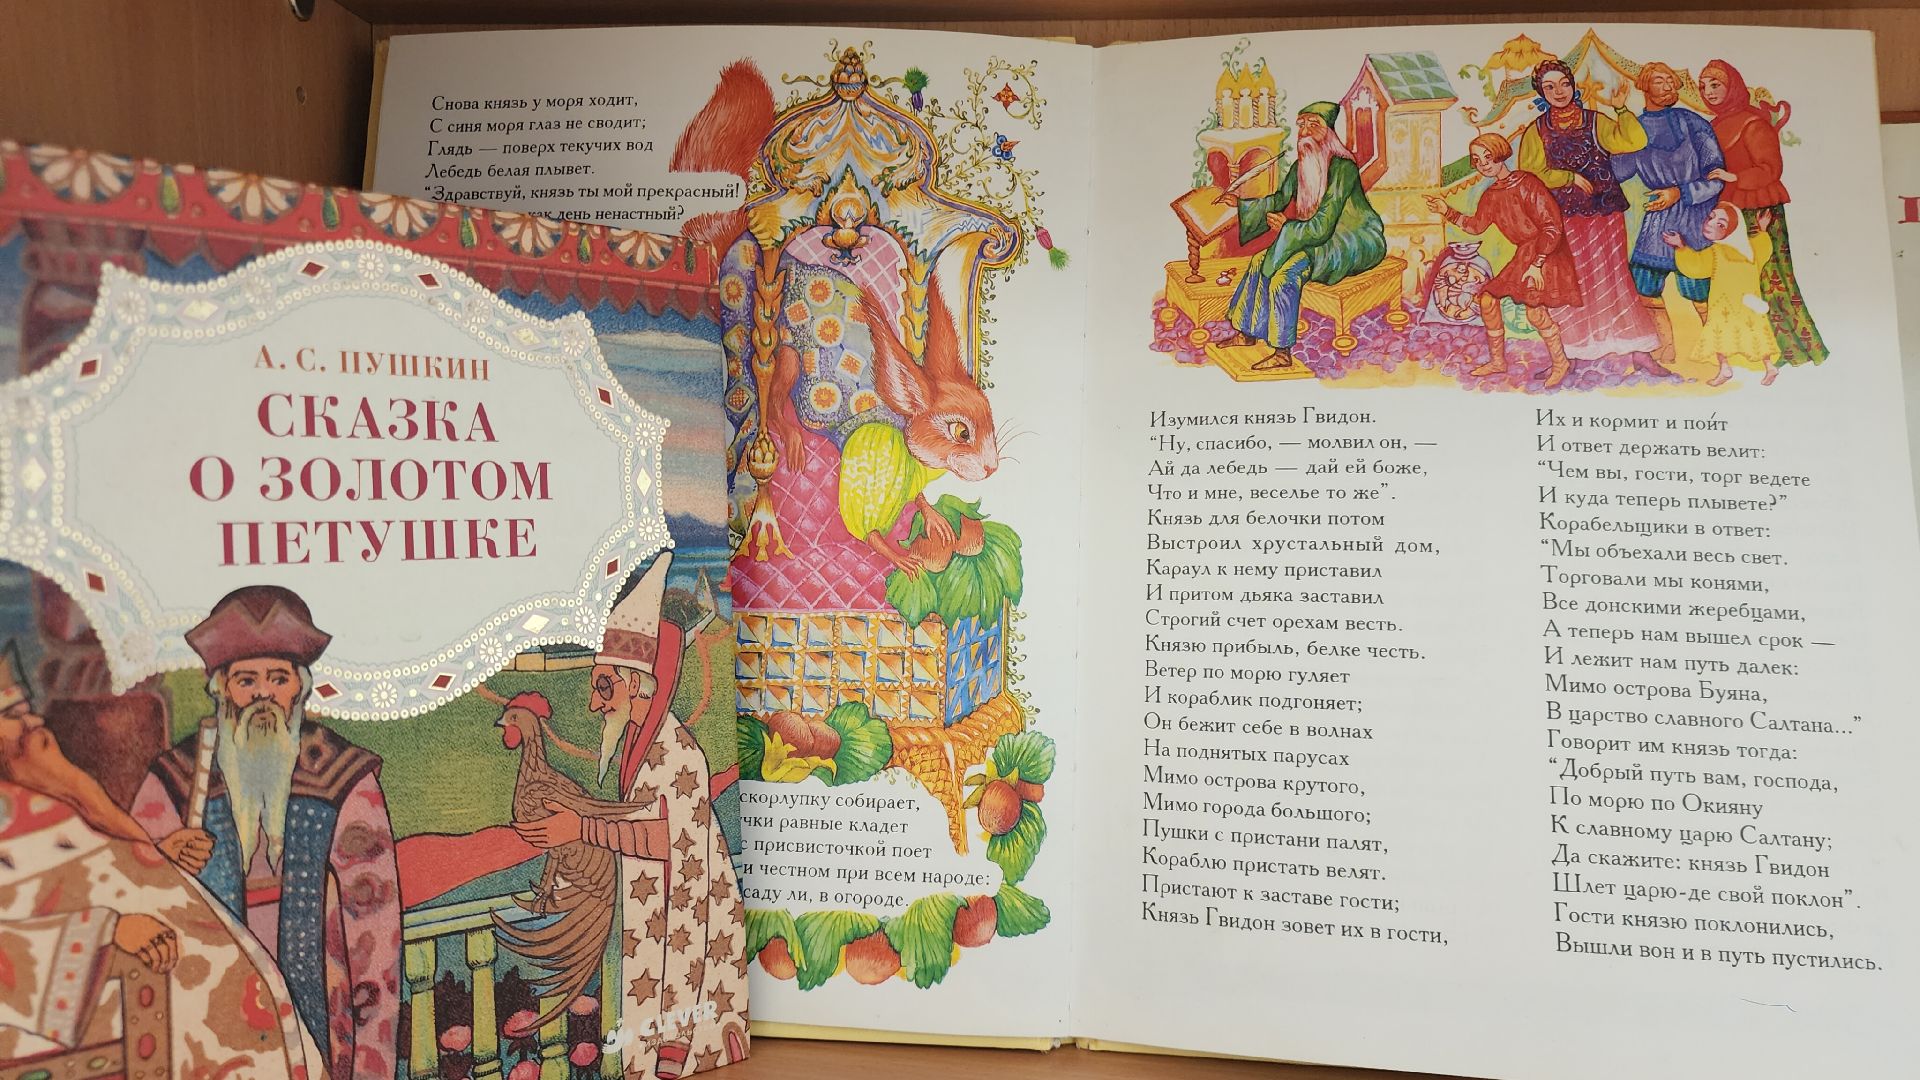 А. С. ПУШКИН
СКАЗКА
О ЗОЛОТОМ
ПЕТУШКЕ
CLEVER
Снова князь у моря ходит,
С синя моря глаз не сводит;
Глядь — поверх текучих вод
Лебедь белая плывет.
“Здравствуй, князь ты мой прекрасный!
как день ненастный?
скорлупку собирает,
равные кладет
с присвисточкой поет
и честном при всем народе:
саду ли, в огороде.
Изумился князь Гвидон.
“Ну, спасибо, — молвил он, —
Ай да лебедь — дай ей боже,
Что и мне, веселье то же”.
Князь для белочки потом
Выстроил хрустальный дом,
Караул к нему приставил
И притом дьяка заставил
Строгий счет орехам весть.
Князю прибыль, белке честь.
Ветер по морю гуляет
И кораблик подгоняет;
Он бежит себе в волнах
На поднятых парусах
Мимо острова крутого,
Мимо города большого;
Пушки с пристани палят,
Кораблю пристать велят.
Пристают к заставе гости;
Князь Гвидон зовет их в гости,
Их и кормит и пои́т
И ответ держать велит:
“Чем вы, гости, торг ведете
И куда теперь плывете?”
Корабельщики в ответ:
“Мы объехали весь свет.
Торговали мы конями,
Все донскими жеребцами,
А теперь нам вышел срок —
И лежит нам путь далек:
Мимо острова Буяна,
В царство славного Салтана...”
Говорит им князь тогда:
“Добрый путь вам, господа,
По морю по Окияну
К славному царю Салтану;
Да скажите: князь Гвидон
Шлет царю-де свой поклон”.
Гости князю поклонились,
Вышли вон и в путь пустились.